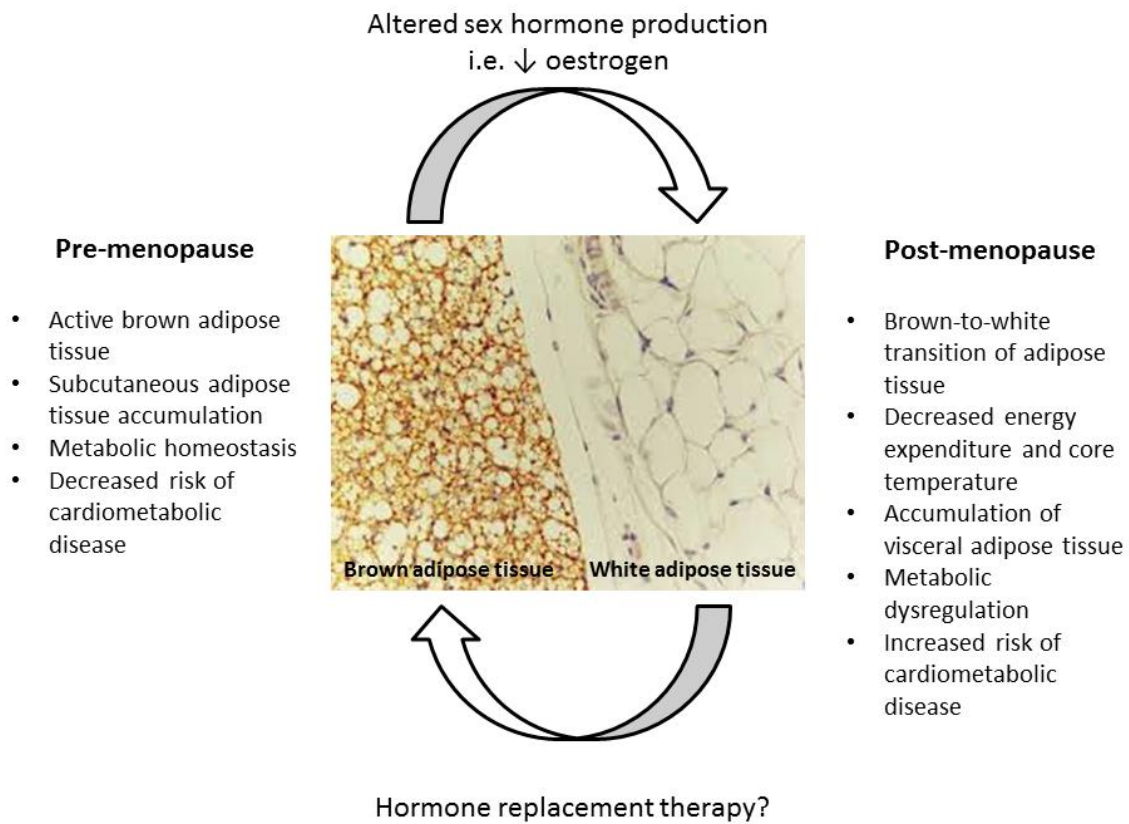 Altered sex hormone production
i.e. ↓ oestrogen
Pre-menopause
• Active brown adipose
tissue
• Subcutaneous adipose
tissue accumulation
• Metabolic homeostasis
• Decreased risk of
cardiometabolic
disease
Brown adipose tissue
White adipose tissue
Post-menopause
• Brown-to-white
transition of adipose
tissue
• Decreased energy
expenditure and core
temperature
• Accumulation of
visceral adipose tissue
• Metabolic
dysregulation
• Increased risk of
cardiometabolic
disease
Hormone replacement therapy?